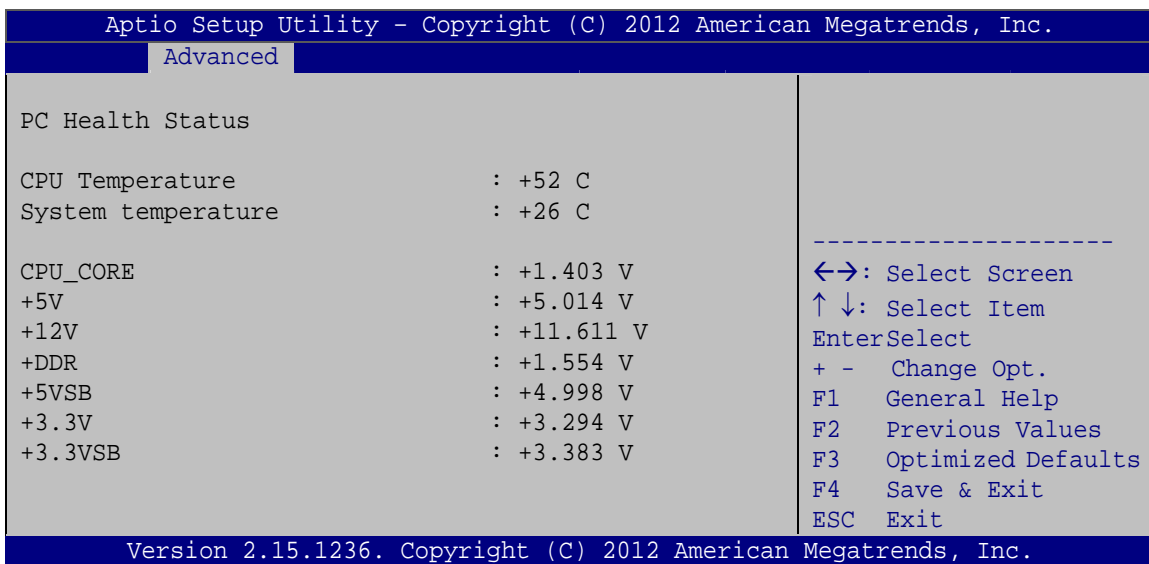 Aptio Setup Utility – Copyright (C) 2012 American Megatrends, Inc.
Advanced
PC Health Status
CPU Temperature : +52 C
System temperature : +26 C
CPU_CORE : +1.403 V
+5V : +5.014 V
+12V : +11.611 V
+DDR : +1.554 V
+5VSB : +4.998 V
+3.3V : +3.294 V
+3.3VSB : +3.383 V
---------------------
←→: Select Screen
↑ ↓: Select Item
EnterSelect
+ - Change Opt.
F1 General Help
F2 Previous Values
F3 Optimized Defaults
F4 Save & Exit
ESC Exit
Version 2.15.1236. Copyright (C) 2012 American Megatrends, Inc.